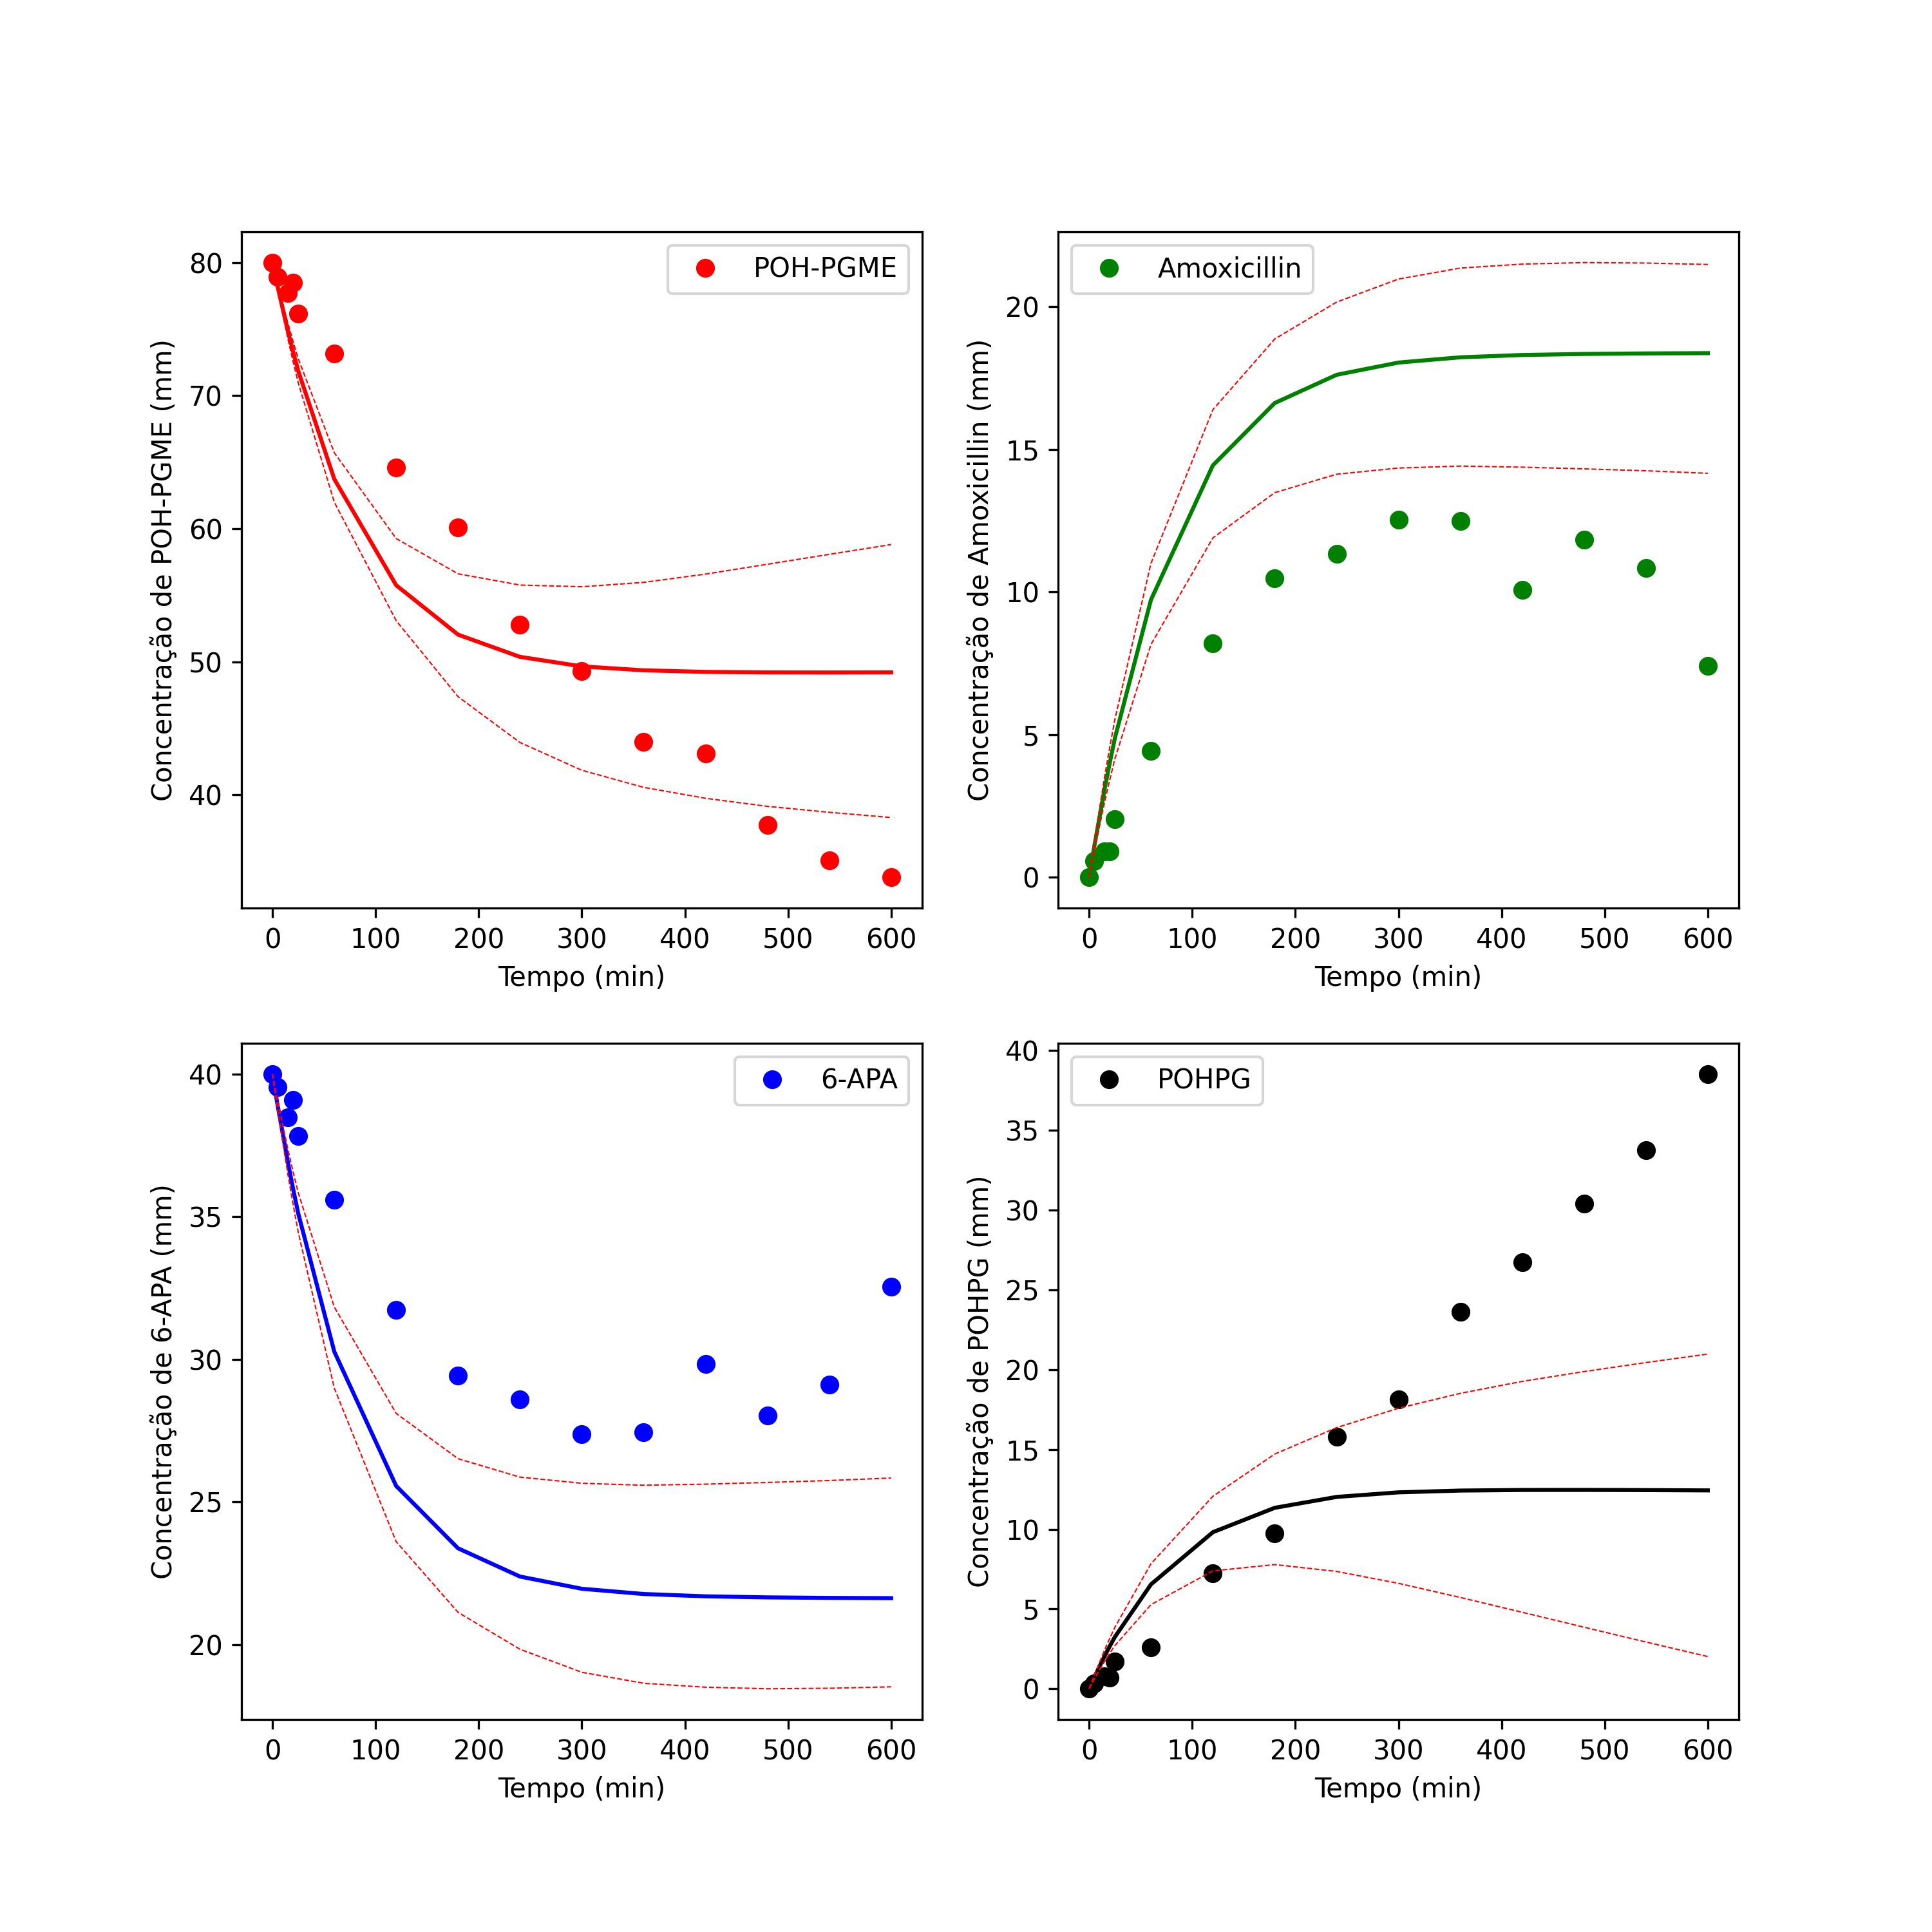 POH-PGME
Concentração de POH-PGME (mm)
80
70
60
50
40
0 100 200 300 400 500 600
Tempo (min)
Amoxicillin
Concentração de Amoxicillin (mm)
20
15
10
5
0
0 100 200 300 400 500 600
Tempo (min)
6-APA
Concentração de 6-APA (mm)
40
35
30
25
20
0 100 200 300 400 500 600
Tempo (min)
POHPG
Concentração de POHPG (mm)
40
35
30
25
20
15
10
5
0
0 100 200 300 400 500 600
Tempo (min)